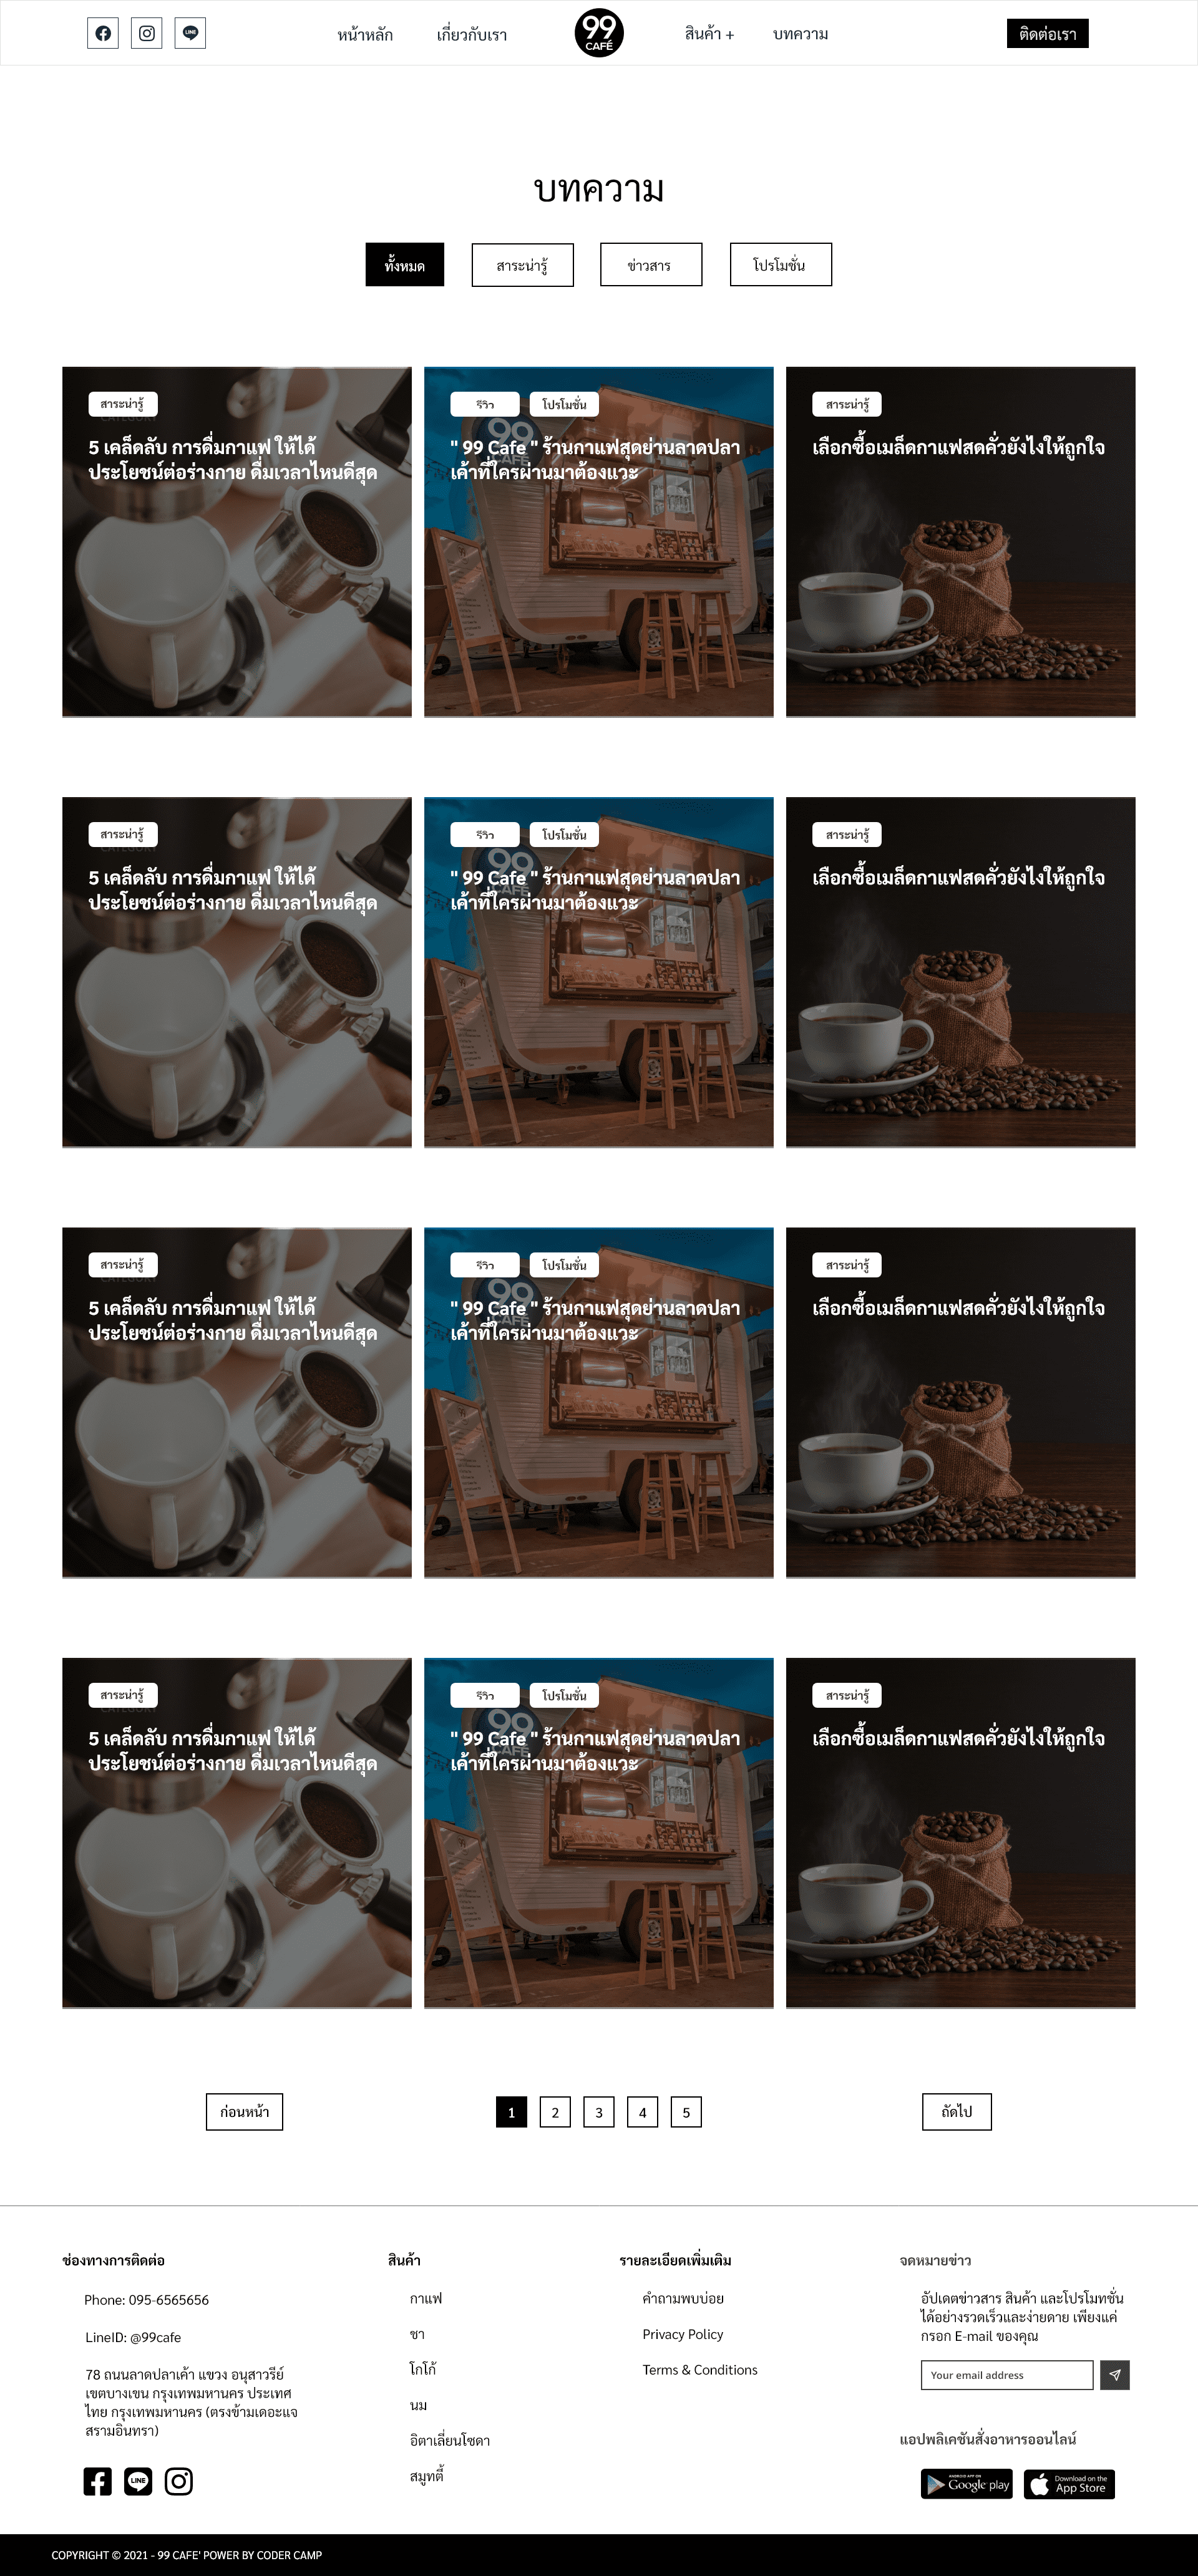 หน้าหลัก
เกี่ยวกับเรา
99
CAFÉ
สินค้า +
บทความ
ติดต่อเรา
บทความ
ทั้งหมด
สาระน่ารู้
ข่าวสาร
โปรโมชั่น
สาระน่ารู้
5 เคล็ดลับ การดื่มกาแฟ ให้ได้
ประโยชน์ต่อร่างกาย ดื่มเวลาไหนดีสุด
รีวิว
โปรโมชั่น
" 99 Cafe " ร้านกาแฟสุดย่านลาดปลา
เค้าที่ใครผ่านมาต้องแวะ
สาระน่ารู้
เลือกซื้อเมล็ดกาแฟสดคั่วยังไงให้ถูกใจ
สาระน่ารู้
5 เคล็ดลับ การดื่มกาแฟ ให้ได้
ประโยชน์ต่อร่างกาย ดื่มเวลาไหนดีสุด
รีวิว
โปรโมชั่น
" 99 Cafe " ร้านกาแฟสุดย่านลาดปลา
เค้าที่ใครผ่านมาต้องแวะ
สาระน่ารู้
เลือกซื้อเมล็ดกาแฟสดคั่วยังไงให้ถูกใจ
สาระน่ารู้
5 เคล็ดลับ การดื่มกาแฟ ให้ได้
ประโยชน์ต่อร่างกาย ดื่มเวลาไหนดีสุด
รีวิว
โปรโมชั่น
" 99 Cafe " ร้านกาแฟสุดย่านลาดปลา
เค้าที่ใครผ่านมาต้องแวะ
สาระน่ารู้
เลือกซื้อเมล็ดกาแฟสดคั่วยังไงให้ถูกใจ
สาระน่ารู้
5 เคล็ดลับ การดื่มกาแฟ ให้ได้
ประโยชน์ต่อร่างกาย ดื่มเวลาไหนดีสุด
รีวิว
โปรโมชั่น
" 99 Cafe " ร้านกาแฟสุดย่านลาดปลา
เค้าที่ใครผ่านมาต้องแวะ
สาระน่ารู้
เลือกซื้อเมล็ดกาแฟสดคั่วยังไงให้ถูกใจ
ก่อนหน้า
1
2
3
4
5
ถัดไป
ช่องทางการติดต่อ
Phone: 095-6565656
LineID: @99cafe
78 ถนนลาดปลาเค้า แขวง อนุสาวรีย์
เขตบางเขน กรุงเทพมหานคร ประเทศ
ไทย กรุงเทพมหานคร (ตรงข้ามเดอะแจ
สรามอินทรา)
LINE
สินค้า
กาแฟ
ชา
โกโก้
นม
อิตาเลี่ยนโซดา
สมูทตี้
รายละเอียดเพิ่มเติม
คำถามพบบ่อย
Privacy Policy
Terms & Conditions
จดหมายข่าว
อัปเดตข่าวสาร สินค้า และโปรโมทชั่น
ได้อย่างรวดเร็วและง่ายดาย เพียงแค่
กรอก E-mail ของคุณ
Your email address
แอปพลิเคชันสั่งอาหารออนไลน์
ANDROID APP ON
Google play
Download on the
App Store
COPYRIGHT © 2021 - 99 CAFE' POWER BY CODER CAMP